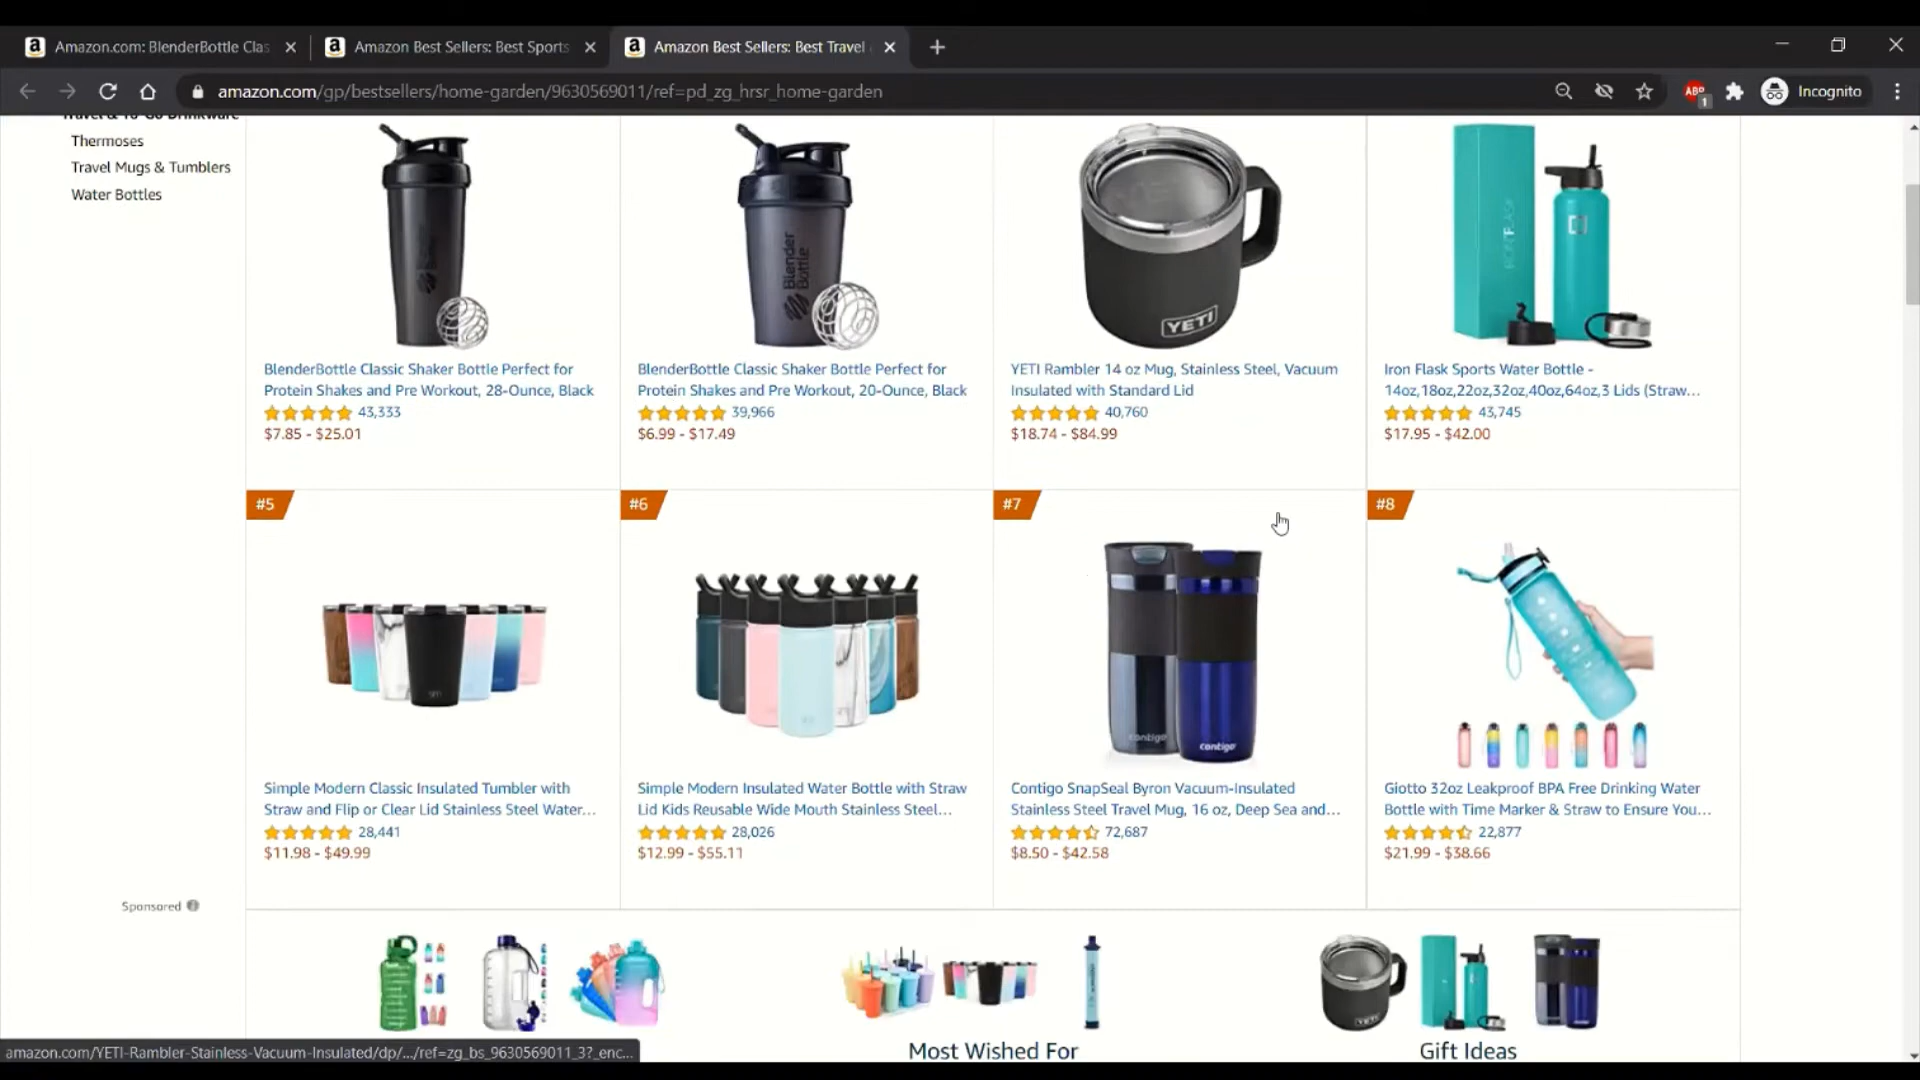 Amazon.com: BlenderBottle Clas
Amazon Best Sellers: Best Sports
Amazon Best Sellers: Best Travel
amazon.com/gp/bestsellers/home-garden/9630569011/ref=pd_zg_hrsr_home-garden
ABP
1
Incognito
Travel & To-Go Drinkware
Thermoses
Travel Mugs & Tumblers
Water Bottles
Blender
Bottle
YETI
BlenderBottle Classic Shaker Bottle Perfect for
Protein Shakes and Pre Workout, 28-Ounce, Black
43,333
$7.85 - $25.01
BlenderBottle Classic Shaker Bottle Perfect for
Protein Shakes and Pre Workout, 20-Ounce, Black
39,966
$6.99 - $17.49
YETI Rambler 14 oz Mug, Stainless Steel, Vacuum
Insulated with Standard Lid
40,760
$18.74 - $84.99
Iron Flask Sports Water Bottle -
14oz,18oz,22oz,32oz,40oz,64oz,3 Lids (Straw...
43,745
$17.95 - $42.00
#5
#6
#7
#8
contigo
contigo
Simple Modern Classic Insulated Tumbler with
Straw and Flip or Clear Lid Stainless Steel Water...
28,441
$11.98 - $49.99
Simple Modern Insulated Water Bottle with Straw
Lid Kids Reusable Wide Mouth Stainless Steel...
28,026
$12.99 - $55.11
Contigo SnapSeal Byron Vacuum-Insulated
Stainless Steel Travel Mug, 16 oz, Deep Sea and...
72,687
$8.50 - $42.58
Giotto 32oz Leakproof BPA Free Drinking Water
Bottle with Time Marker & Straw to Ensure You...
22,877
$21.99 - $38.66
Sponsored
Most Wished For
Gift Ideas
amazon.com/YETI-Rambler-Stainless-Vacuum-Insulated/dp/.../ref=zg_bs_9630569011_3?_enc...